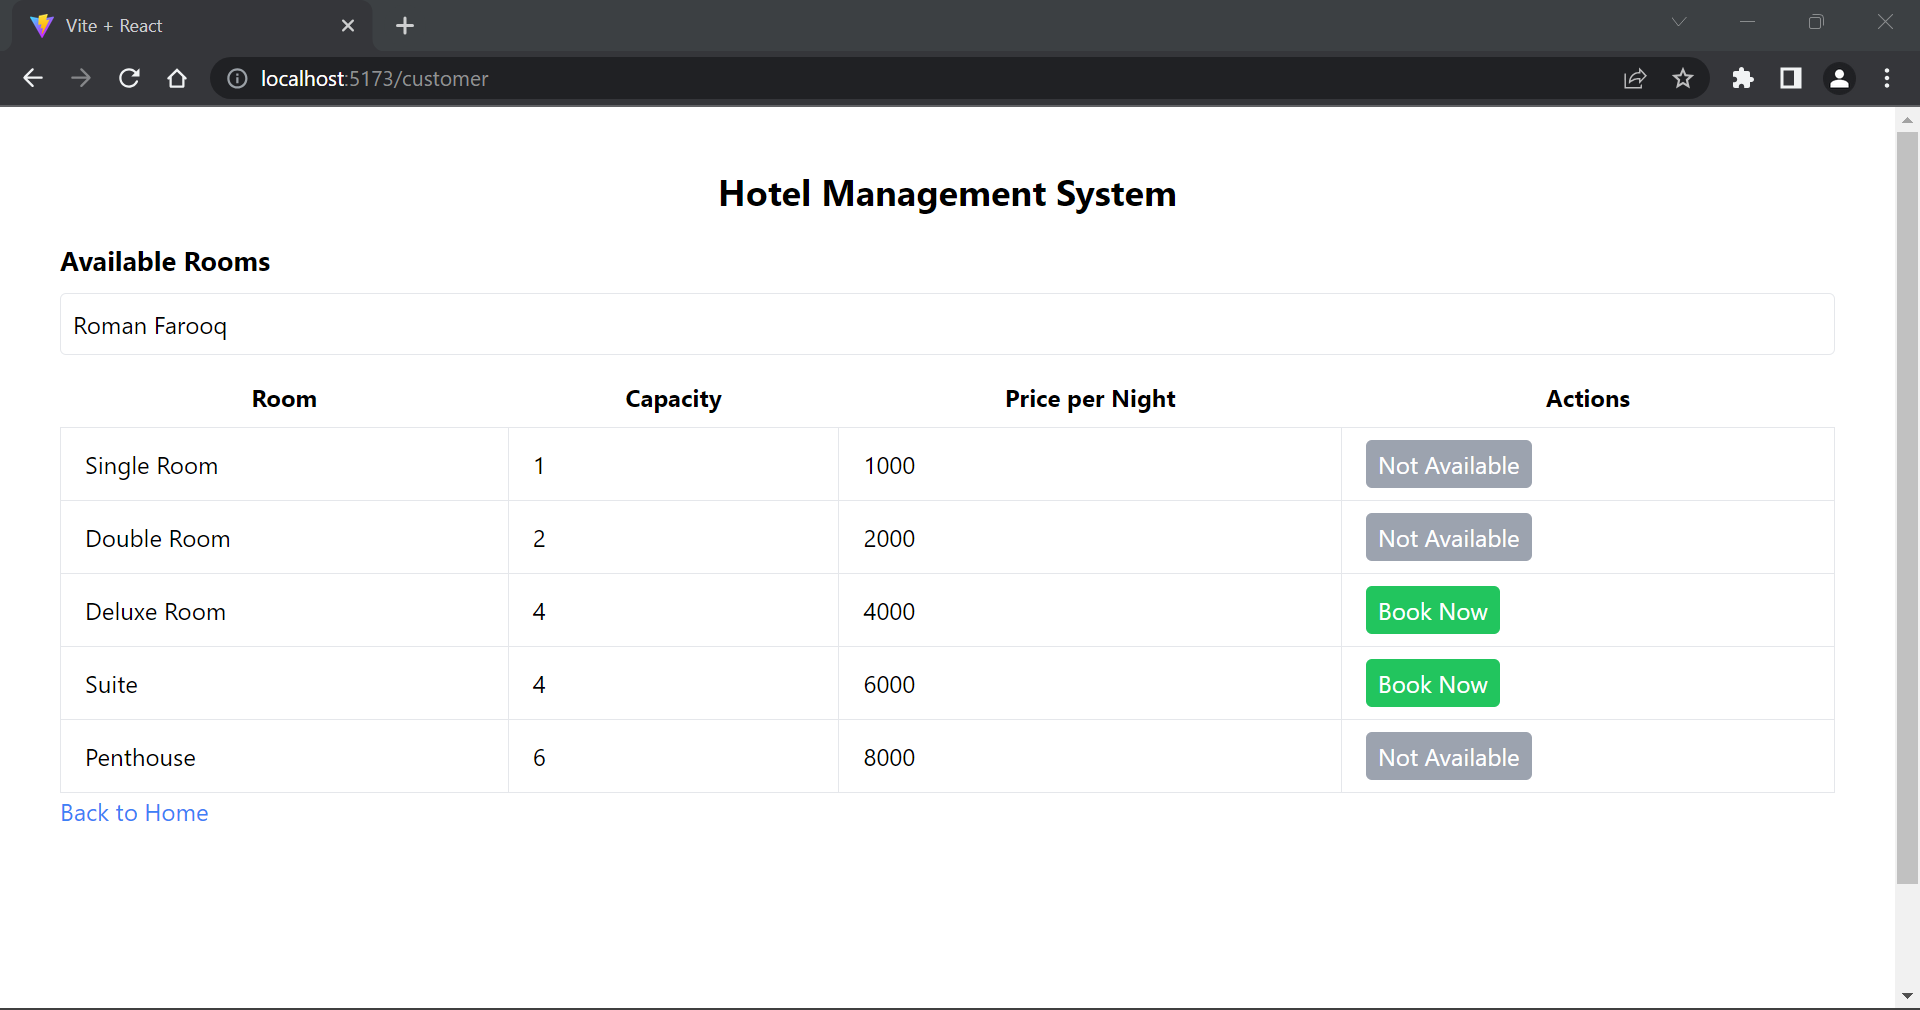 Vite + React
localhost:5173/customer
Hotel Management System
Available Rooms
Roman Farooq
Room Capacity Price per Night Actions
Single Room 1 1000 Not Available
Double Room 2 2000 Not Available
Deluxe Room 4 4000 Book Now
Suite 4 6000 Book Now
Penthouse 6 8000 Not Available
Back to Home